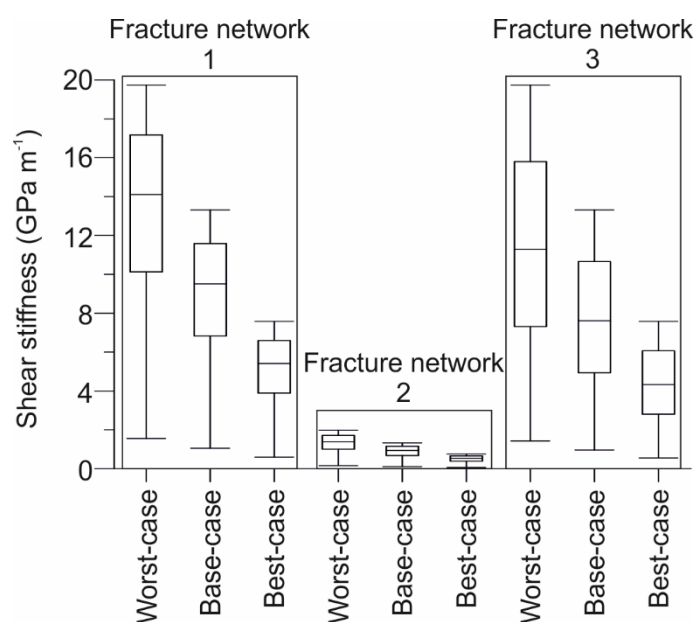 Fracture network
1
Fracture network
3
20
16
12
8
4
0
Shear stiffness (GPa m⁻¹)
Fracture network
2
Worst-case
Base-case
Best-case
Worst-case
Base-case
Best-case
Worst-case
Base-case
Best-case